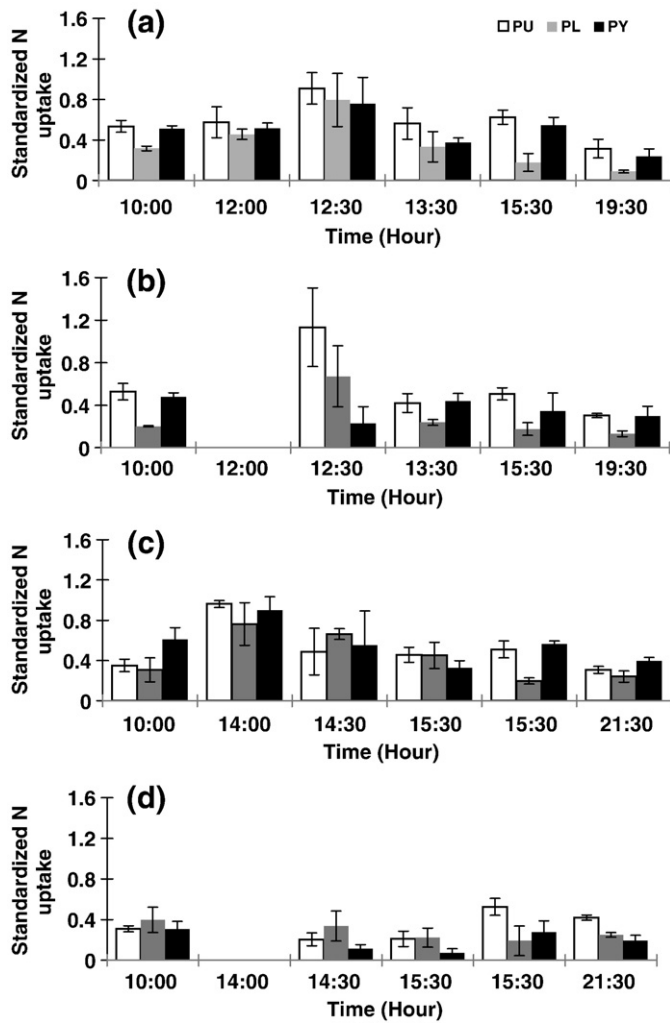 (a)
PU PL PY
Standardized N
uptake
1.6
1.2
0.8
0.4
0
10:00 12:00 12:30 13:30 15:30 19:30
Time (Hour)
(b)
Standardized N
uptake
1.6
1.2
0.8
0.4
0
10:00 12:00 12:30 13:30 15:30 19:30
Time (Hour)
(c)
Standardized N
uptake
1.6
1.2
0.8
0.4
0
10:00 14:00 14:30 15:30 15:30 21:30
Time (Hour)
(d)
Standardized N
uptake
1.6
1.2
0.8
0.4
0
10:00 14:00 14:30 15:30 15:30 21:30
Time (Hour)